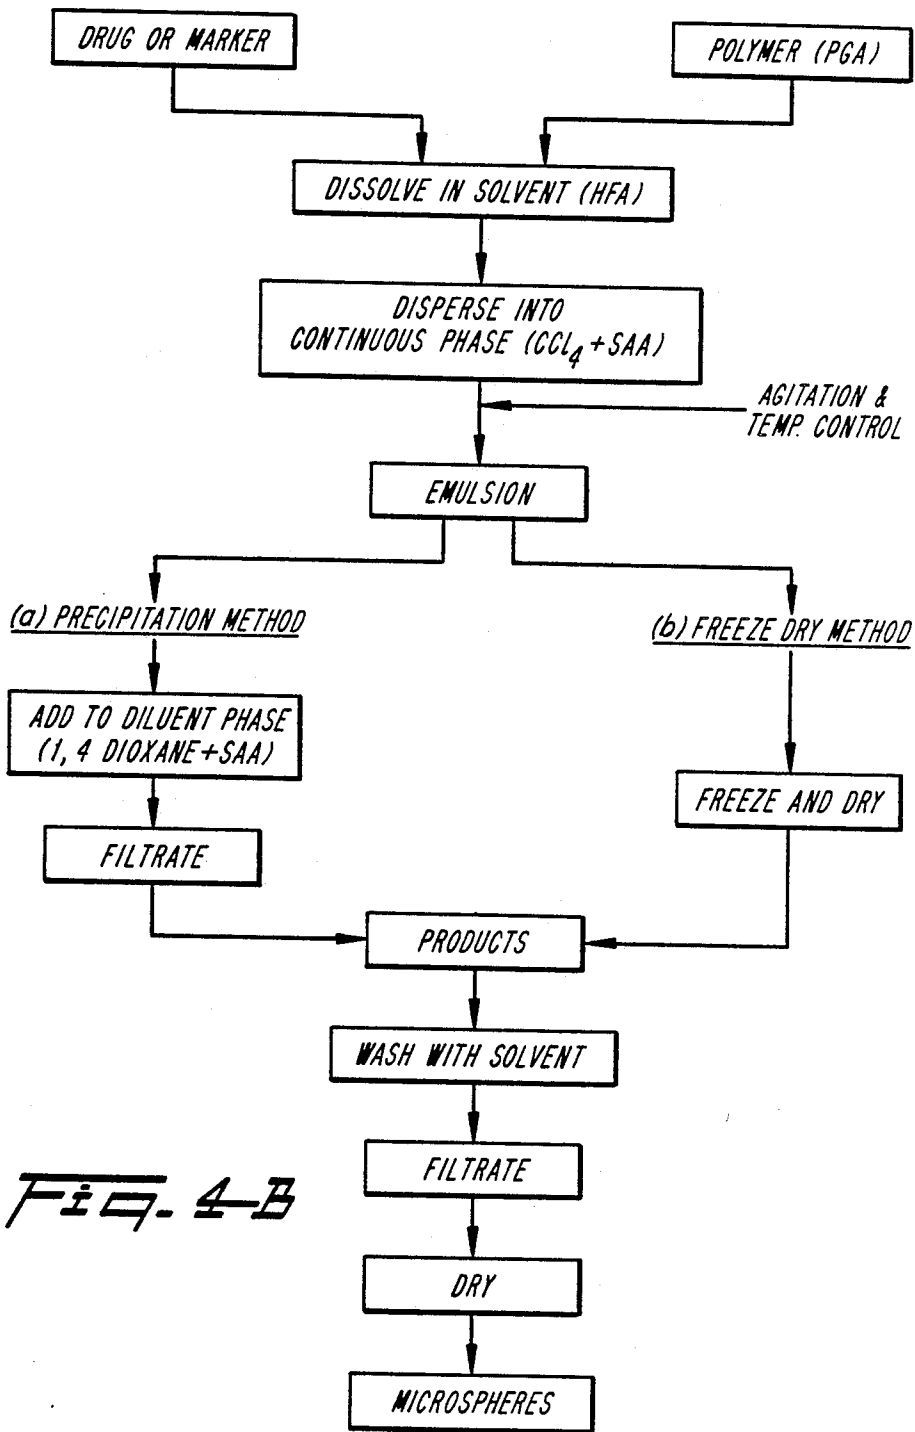 DRUG OR MARKER
POLYMER (PGA)
DISSOLVE IN SOLVENT (HFA)
DISPERSE INTO
CONTINUOUS PHASE (CCl4+SAA)
AGITATION &
TEMP. CONTROL
EMULSION
(a) PRECIPITATION METHOD
(b) FREEZE DRY METHOD
ADD TO DILUENT PHASE
(1, 4 DIOXANE+SAA)
FREEZE AND DRY
FILTRATE
PRODUCTS
WASH WITH SOLVENT
FILTRATE
Fig. 4-B
DRY
MICROSPHERES